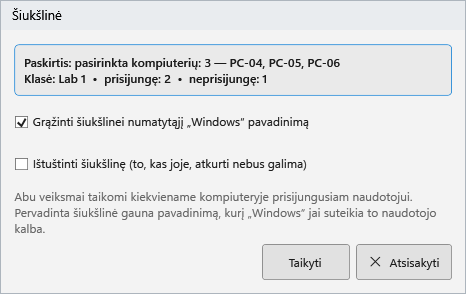 Šiukšlinė
Paskirtis: pasirinkta kompiuterių: 3 — PC-04, PC-05, PC-06
Klasė: Lab 1 • prisijungę: 2 • neprisijungę: 1
Grąžinti šiukšlinei numatytąjį „Windows“ pavadinimą
Ištuštinti šiukšlinę (to, kas joje, atkurti nebus galima)
Abu veiksmai taikomi kiekviename kompiuteryje prisijungusiam naudotojui.
Pervadinta šiukšlinė gauna pavadinimą, kurį „Windows“ jai suteikia to naudotojo
kalba.
Taikyti
Atsisakyti